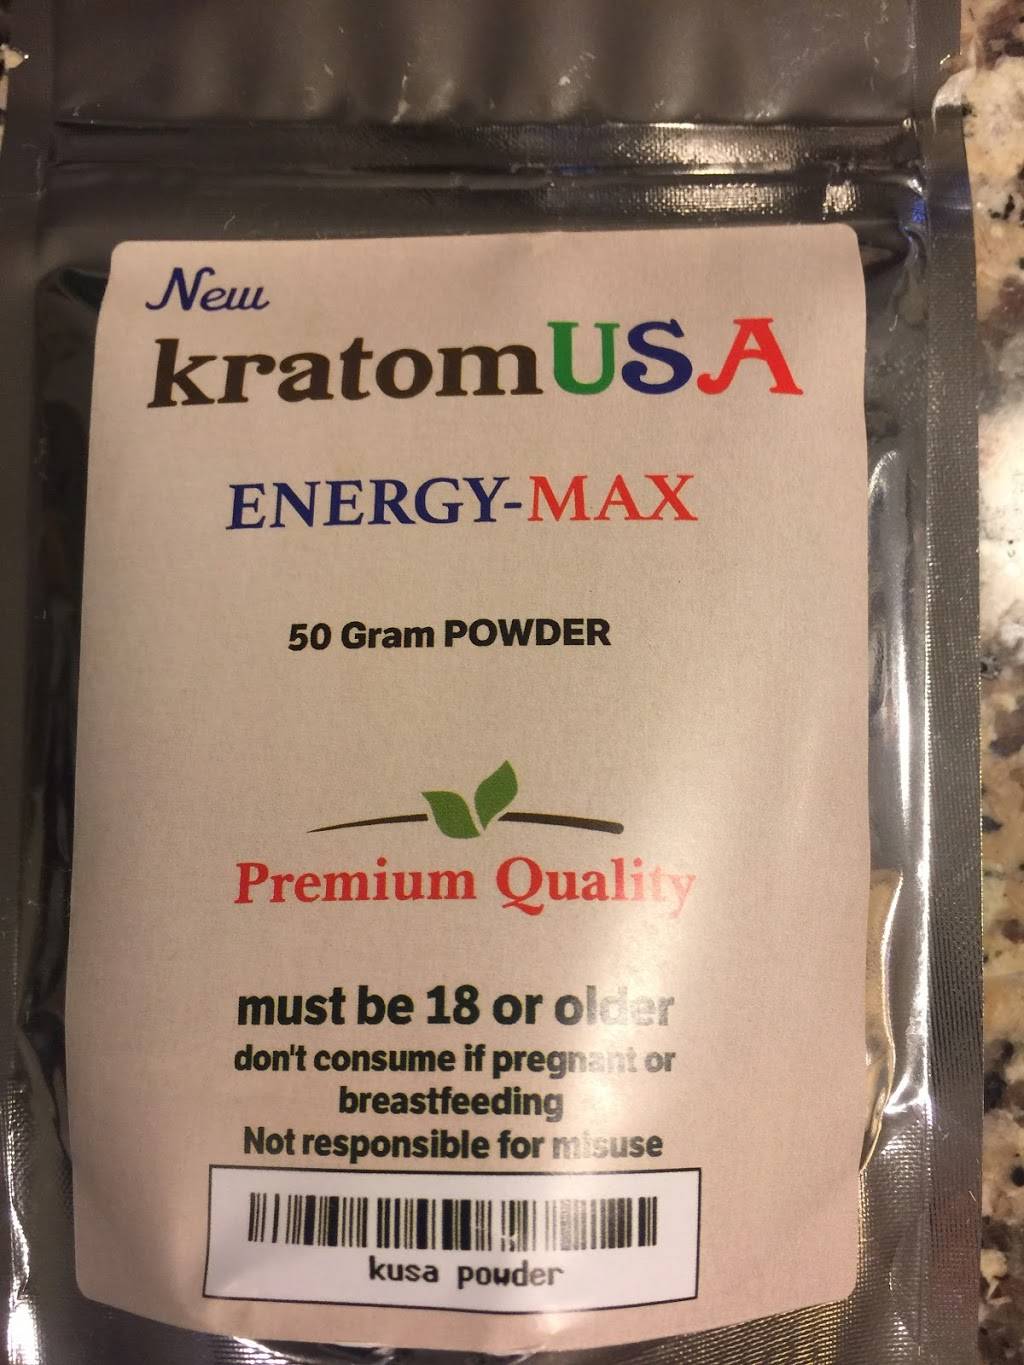 New
kratomUSA
ENERGY-MAX
50 Gram POWDER
Premium Quality
must be 18 or older
don't consume if pregnant or
breastfeeding
Not responsible for misuse
kusa powder